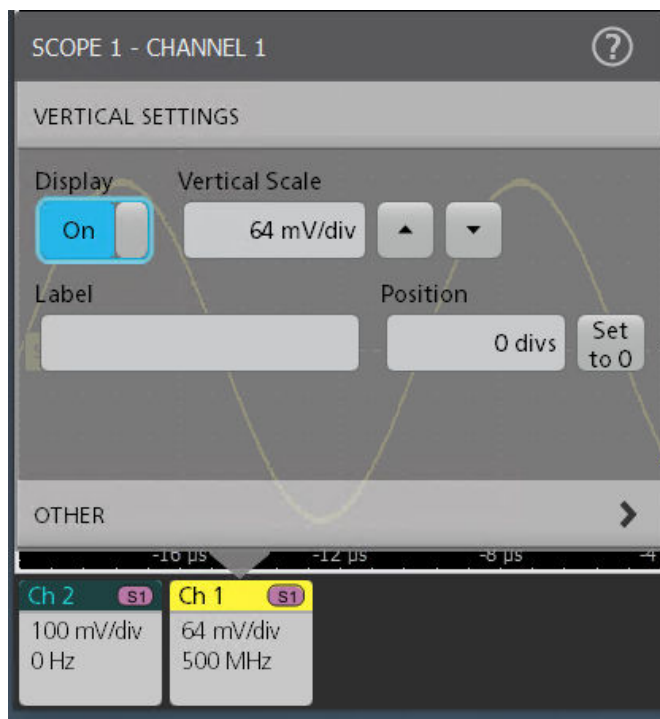 SCOPE 1 - CHANNEL 1 ?
VERTICAL SETTINGS
Display Vertical Scale
On 64 mV/div
Label Position
0 divs Set
to 0
OTHER
-16 µs -12 µs -8 µs -4
Ch 2 S1 Ch 1 S1
100 mV/div 64 mV/div
0 Hz 500 MHz